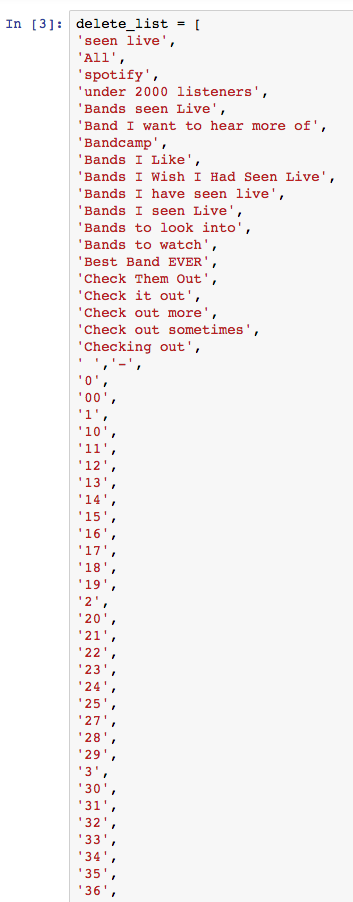 In [3]: delete_list = [
'seen live',
'All',
'spotify',
'under 2000 listeners',
'Bands seen Live',
'Band I want to hear more of',
'Bandcamp',
'Bands I Like',
'Bands I Wish I Had Seen Live',
'Bands I have seen live',
'Bands I seen Live',
'Bands to look into',
'Bands to watch',
'Best Band EVER',
'Check Them Out',
'Check it out',
'Check out more',
'Check out sometimes',
'Checking out',
' ','-',
'0',
'00',
'1',
'10',
'11',
'12',
'13',
'14',
'15',
'16',
'17',
'18',
'19',
'2',
'20',
'21',
'22',
'23',
'24',
'25',
'27',
'28',
'29',
'3',
'30',
'31',
'32',
'33',
'34',
'35',
'36',